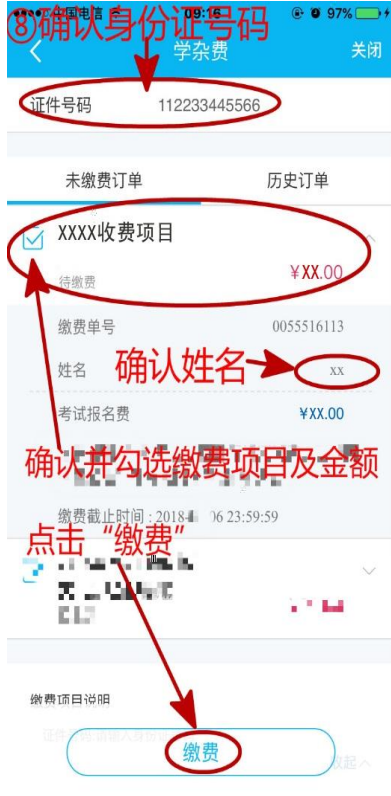 中国电信 09:16 97%
⑧确认身份证号码
学杂费 关闭
证件号码 112233445566
未缴费订单 历史订单
XXXX收费项目
待缴费 ¥XX.00
缴费单号 0055516113
姓名 确认姓名 xx
考试报名费 ¥XX.00
确认并勾选缴费项目及金额
缴费截止时间 : 2018- 06 23:59:59
点击“缴费”
缴费项目说明
缴费
收起